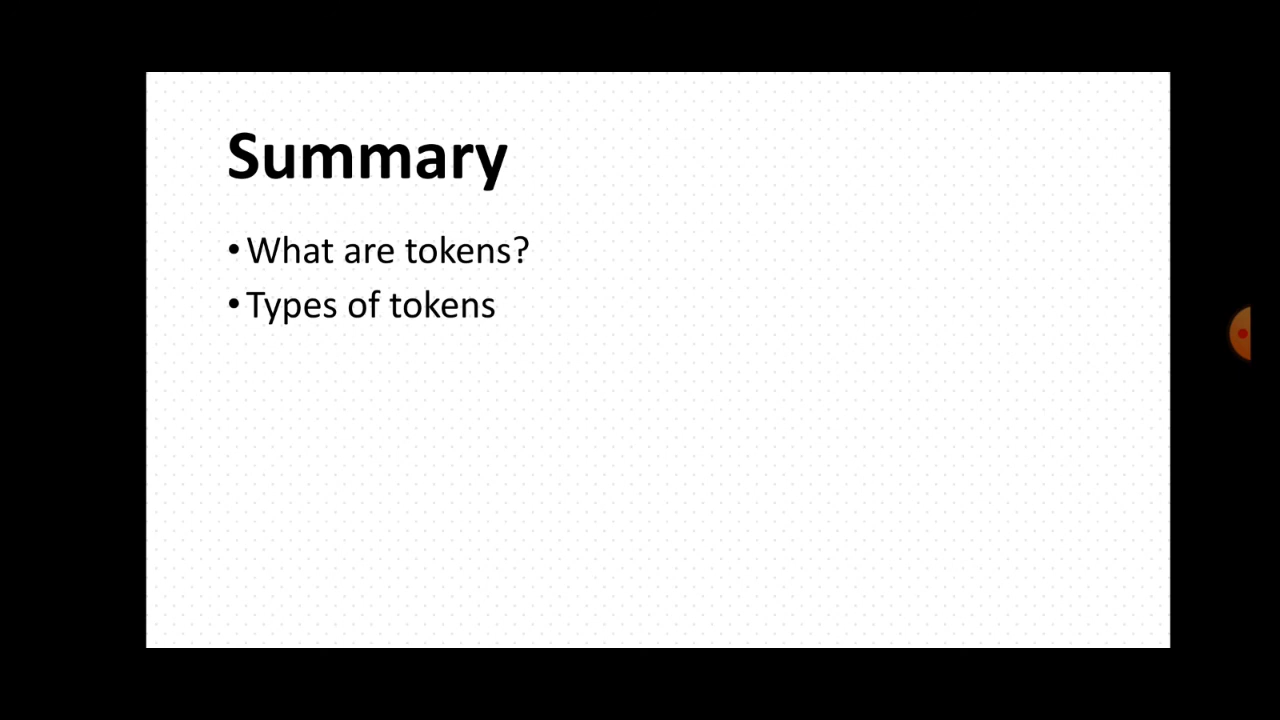 Summary
• What are tokens?
• Types of tokens